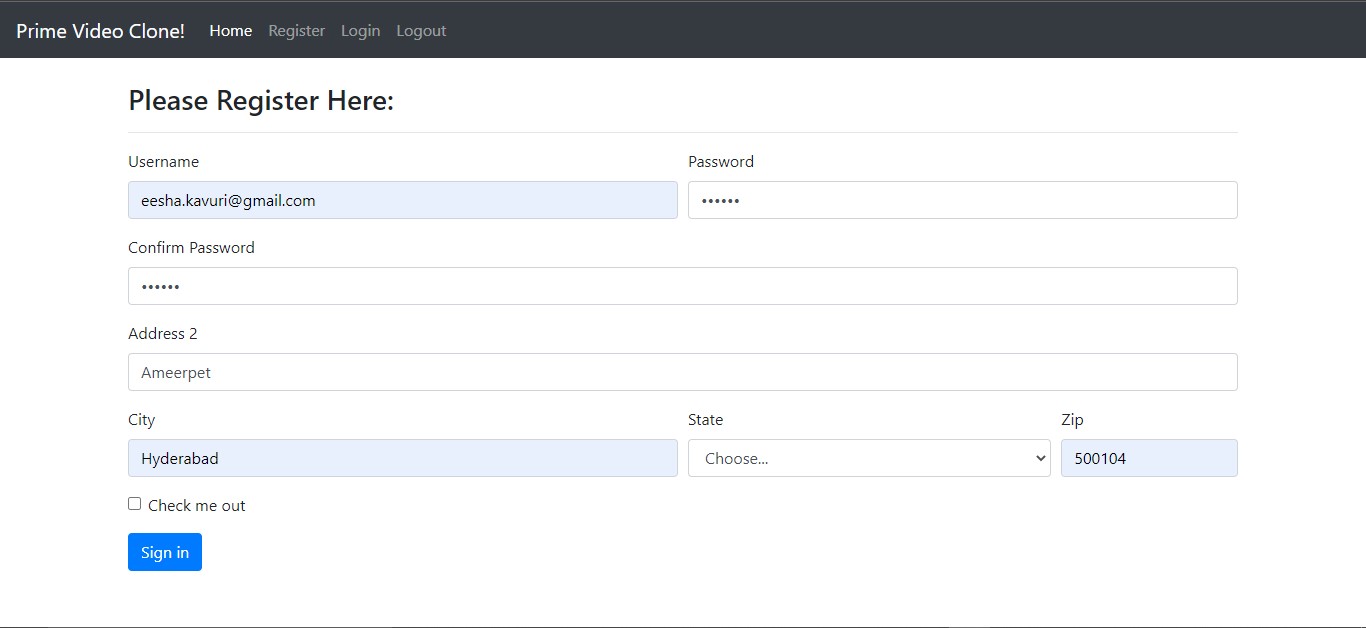 Prime Video Clone! Home Register Login Logout
Please Register Here:
Username Password
eesha.kavuri@gmail.com ••••••
Confirm Password
••••••
Address 2
Ameerpet
City State Zip
Hyderabad Choose... 500104
Check me out
Sign in